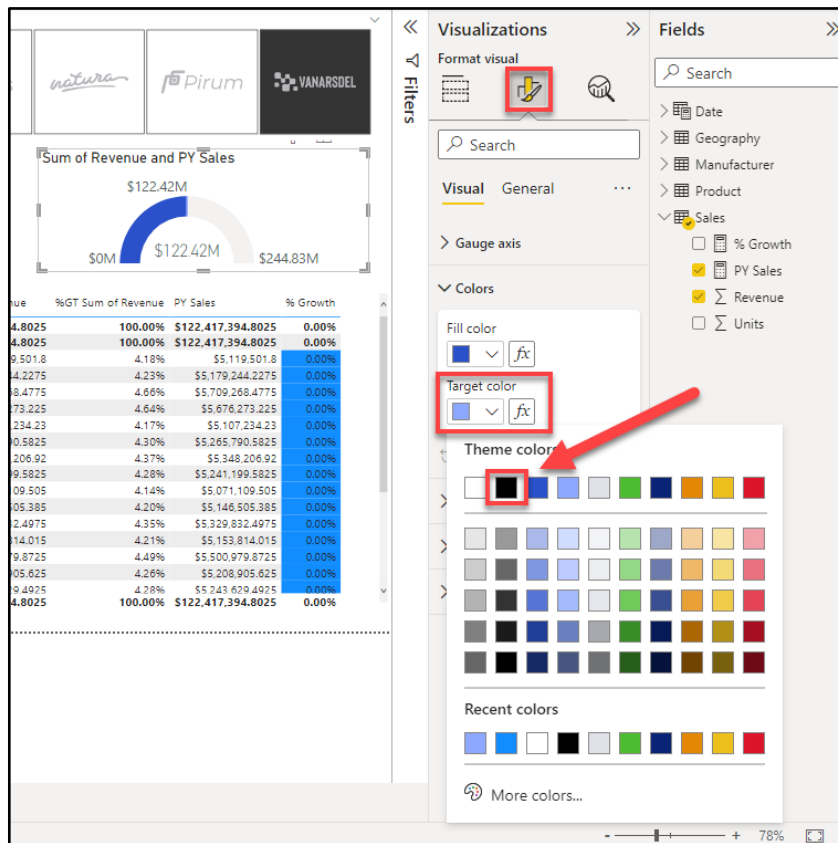 natura
Pirum
VANARSDEL
Sum of Revenue and PY Sales
$122.42M
$122.42M
$0M
$244.83M
%GT Sum of Revenue PY Sales % Growth
4.8025 100.00% $122,417,394.8025 0.00%
4.8025 100.00% $122,417,394.8025 0.00%
9,501.8 4.18% $5,119,501.8 0.00%
4.2275 4.23% $5,179,244.2275 0.00%
8.4775 4.66% $5,709,268.4775 0.00%
273.225 4.64% $5,676,273.225 0.00%
,234.23 4.17% $5,107,234.23 0.00%
90.5825 4.30% $5,265,790.5825 0.00%
206.92 4.37% $5,348,206.92 0.00%
99.5825 4.28% $5,241,199.5825 0.00%
109.505 4.14% $5,071,109.505 0.00%
505.385 4.20% $5,146,505.385 0.00%
32.4975 4.35% $5,329,832.4975 0.00%
814.015 4.21% $5,153,814.015 0.00%
79.8725 4.49% $5,500,979.8725 0.00%
905.625 4.26% $5,208,905.625 0.00%
29.4925 4.28% $5,243,629.4925 0.00%
4.8025 100.00% $122,417,394.8025 0.00%
Filters
Visualizations
Format visual
Search
Visual General
Gauge axis
Colors
Fill color
fx
Target color
fx
Theme colors
Recent colors
More colors...
Fields
Search
Date
Geography
Manufacturer
Product
Sales
% Growth
PY Sales
Revenue
Units
- + 78%